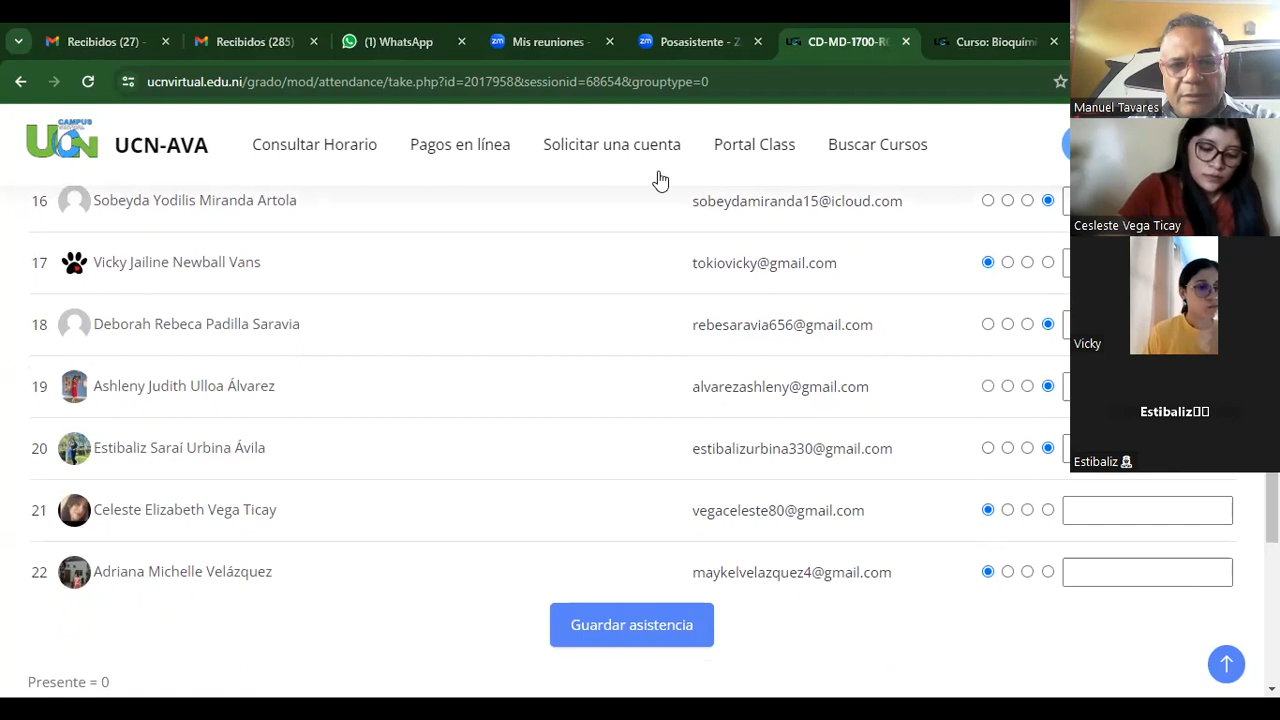 Recibidos (27) -
Recibidos (285)
(1) WhatsApp
Mis reuniones -
Posasistente - Z
CD-MD-1700-R
Curso: Bioquími
ucnvirtual.edu.ni/grado/mod/attendance/take.php?id=2017958&sessionid=68654&grouptype=0
Manuel Tavares
CAMPUS
UCN
UCN-AVA
Consultar Horario
Pagos en línea
Solicitar una cuenta
Portal Class
Buscar Cursos
16 Sobeyda Yodilis Miranda Artola sobeydamiranda15@icloud.com
Cesleste Vega Ticay
17 Vicky Jailine Newball Vans tokiovicky@gmail.com
18 Deborah Rebeca Padilla Saravia rebesaravia656@gmail.com
Vicky
19 Ashleny Judith Ulloa Álvarez alvarezashleny@gmail.com
Estibaliz
20 Estibaliz Saraí Urbina Ávila estibalizurbina330@gmail.com
Estibaliz
21 Celeste Elizabeth Vega Ticay vegaceleste80@gmail.com
22 Adriana Michelle Velázquez maykelvelazquez4@gmail.com
Guardar asistencia
Presente = 0